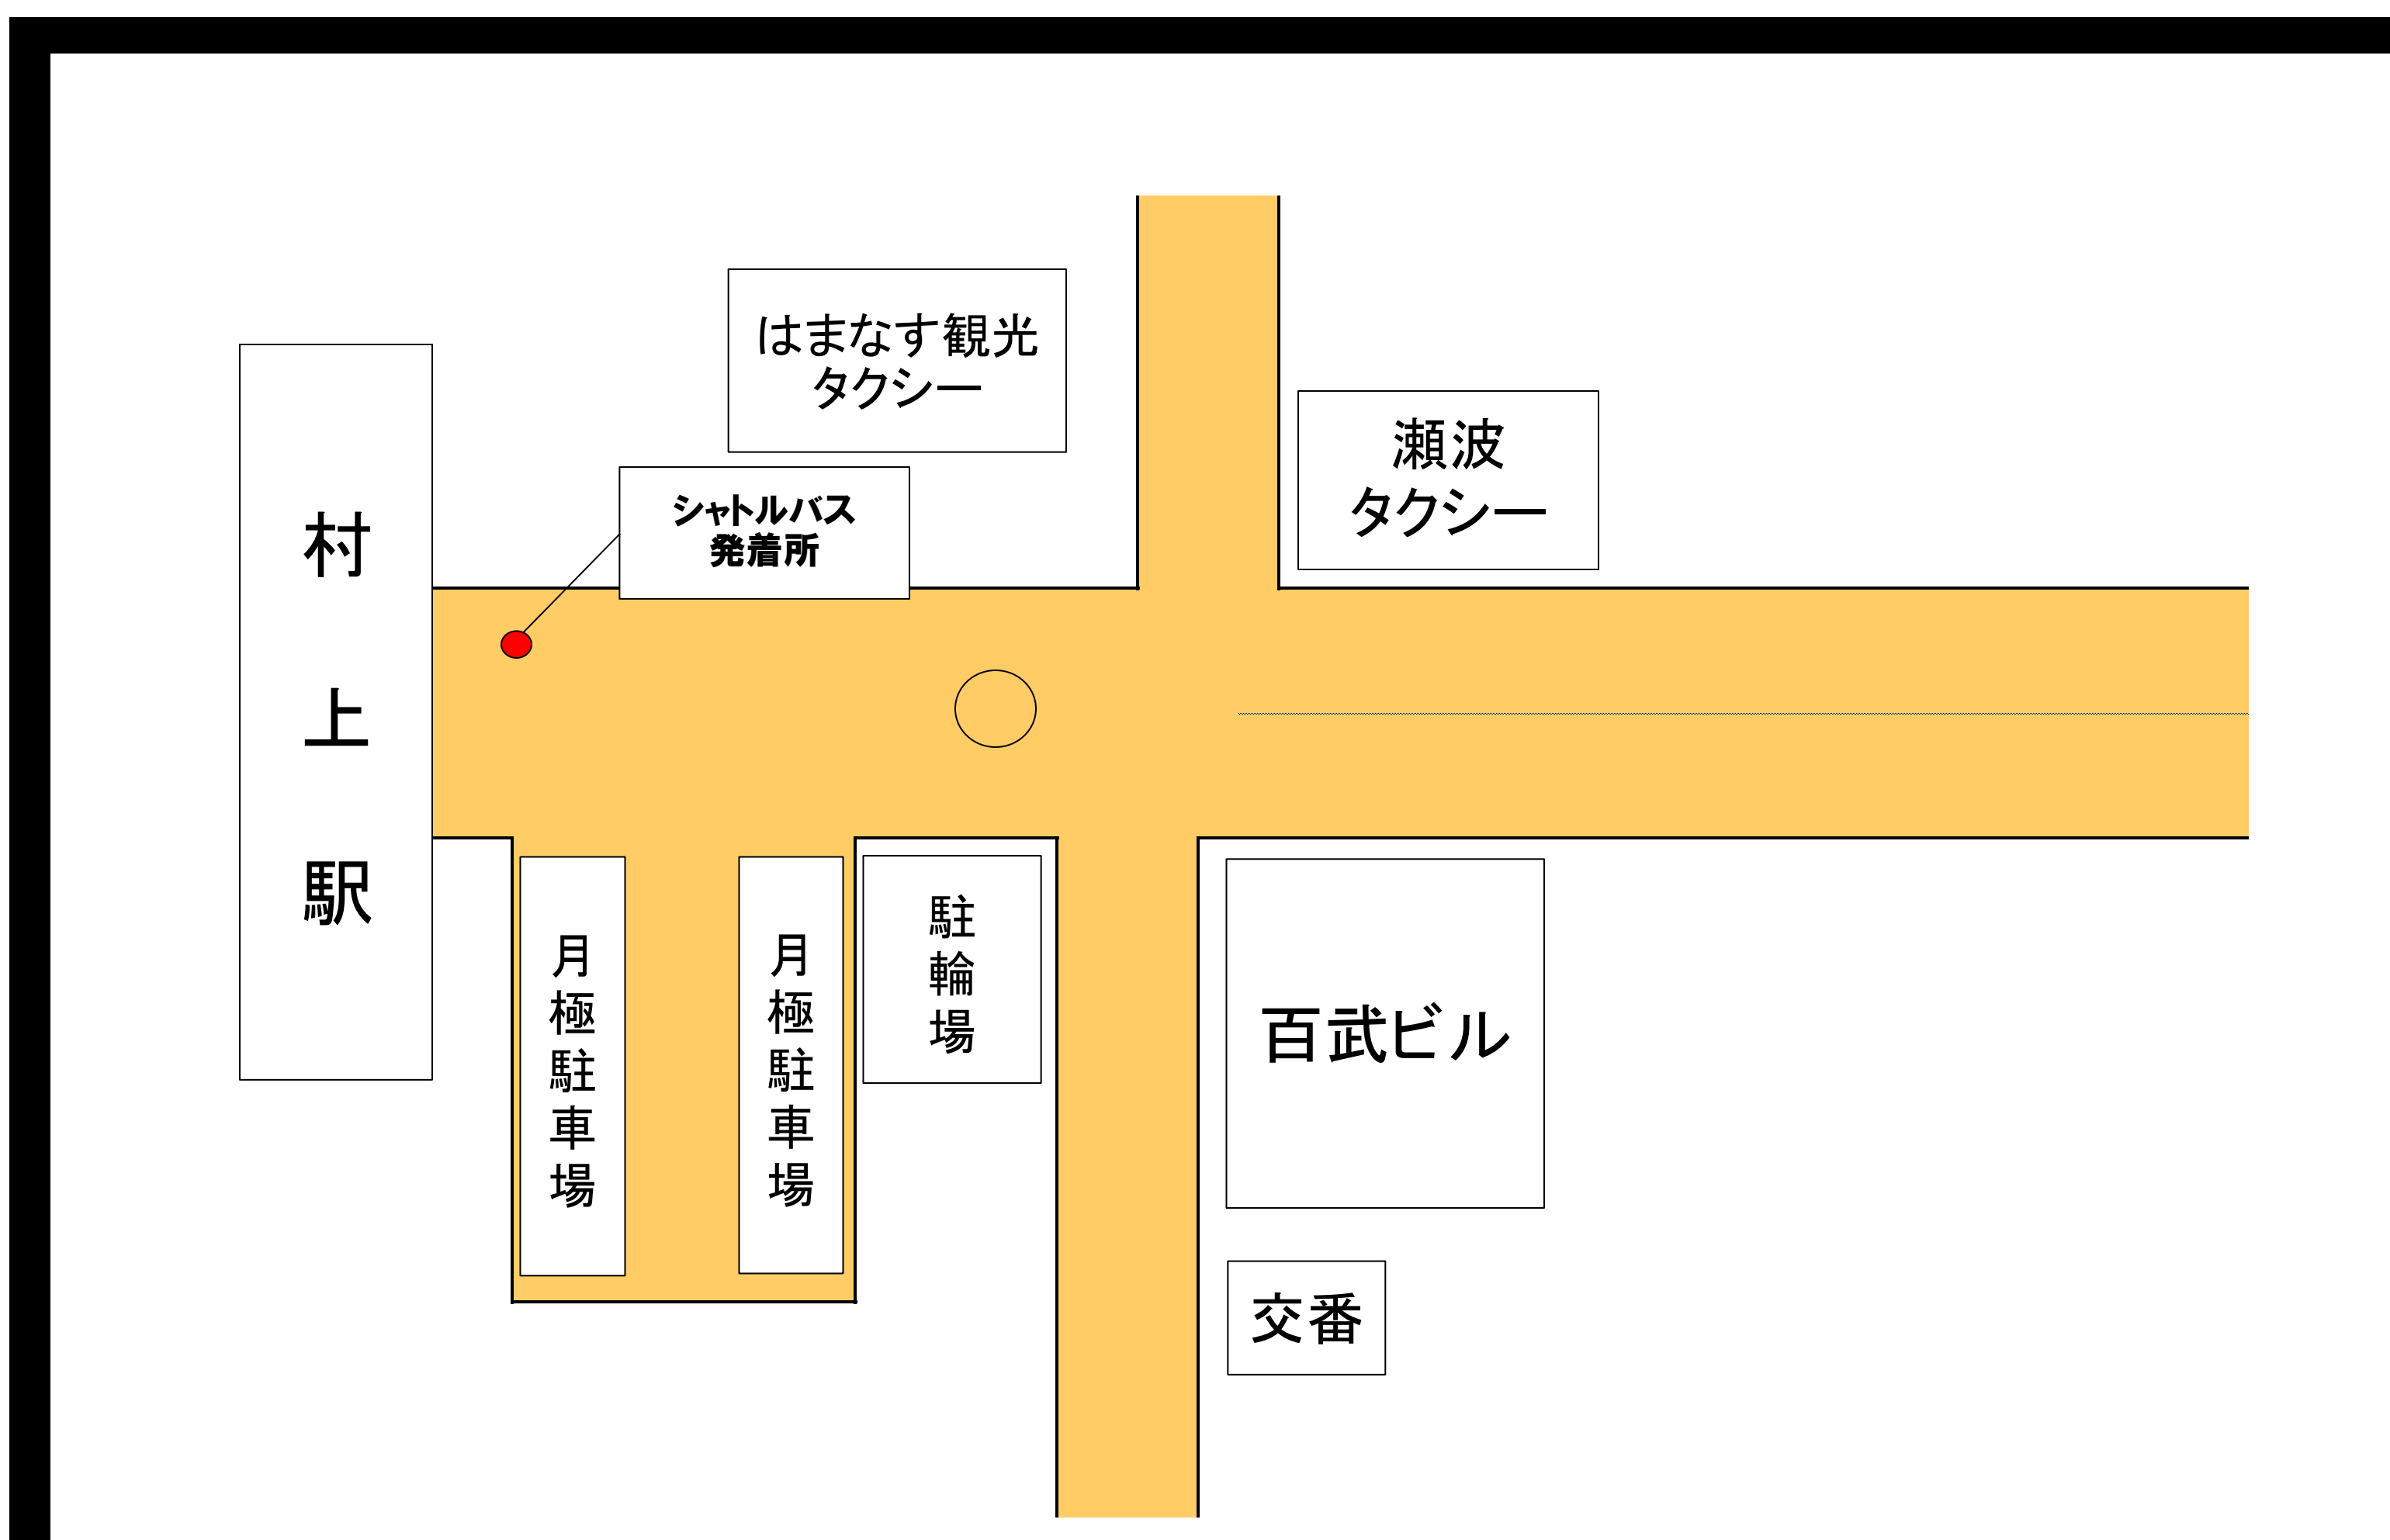 はまなす観光
タクシー
瀬波
タクシー
シャトルバス
発着所
村上駅
月極駐車場
月極駐車場
駐輪場
百武ビル
交番